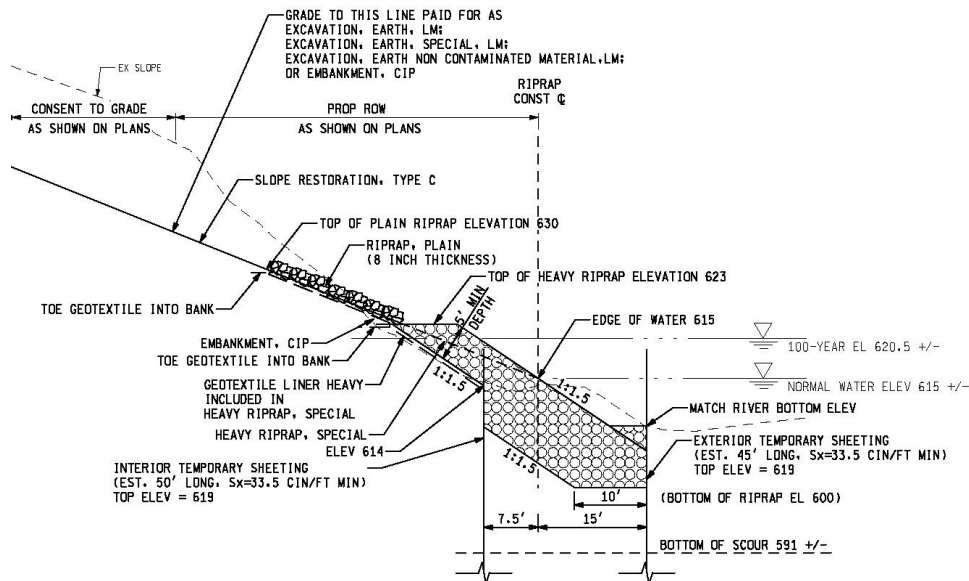 GRADE TO THIS LINE PAID FOR AS
EXCAVATION, EARTH, LM;
EXCAVATION, EARTH, SPECIAL, LM;
EXCAVATION, EARTH NON CONTAMINATED MATERIAL,LM;
OR EMBANKMENT, CIP
EX SLOPE
RIPRAP
CONST ℄
CONSENT TO GRADE
AS SHOWN ON PLANS
PROP ROW
AS SHOWN ON PLANS
SLOPE RESTORATION, TYPE C
TOP OF PLAIN RIPRAP ELEVATION 630
RIPRAP, PLAIN
(8 INCH THICKNESS)
TOP OF HEAVY RIPRAP ELEVATION 623
TOE GEOTEXTILE INTO BANK
5' MIN
DEPTH
EDGE OF WATER 615
EMBANKMENT, CIP
100-YEAR EL 620.5 +/-
TOE GEOTEXTILE INTO BANK
GEOTEXTILE LINER HEAVY
INCLUDED IN
HEAVY RIPRAP, SPECIAL
1:1.5
1:1.5
NORMAL WATER ELEV 615 +/-
MATCH RIVER BOTTOM ELEV
HEAVY RIPRAP, SPECIAL
ELEV 614
EXTERIOR TEMPORARY SHEETING
(EST. 45' LONG, Sx=33.5 CIN/FT MIN)
TOP ELEV = 619
INTERIOR TEMPORARY SHEETING
(EST. 50' LONG, Sx=33.5 CIN/FT MIN)
TOP ELEV = 619
1:1.5
10'
(BOTTOM OF RIPRAP EL 600)
7.5'
15'
BOTTOM OF SCOUR 591 +/-